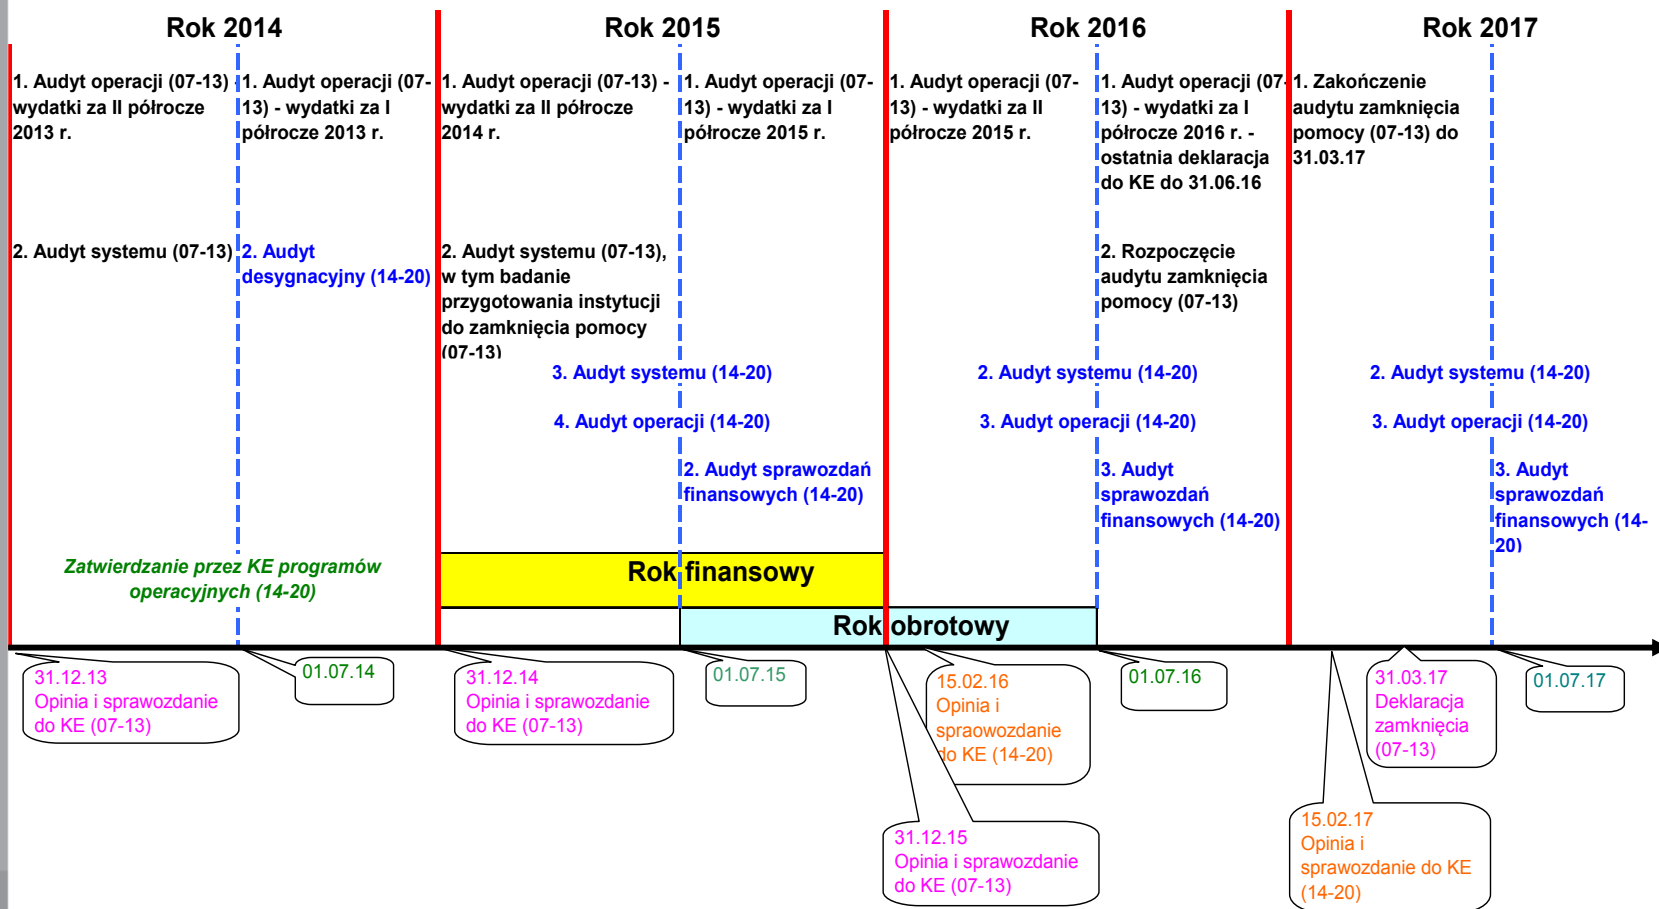 Rok 2014
Rok 2015
Rok 2016
Rok 2017
1. Audyt operacji (07-13) -
wydatki za II półrocze
2013 r.
1. Audyt operacji (07-
13) - wydatki za I
półrocze 2013 r.
1. Audyt operacji (07-13) -
wydatki za II półrocze
2014 r.
1. Audyt operacji (07-
13) - wydatki za I
półrocze 2015 r.
1. Audyt operacji (07-
13) - wydatki za II
półrocze 2015 r.
1. Audyt operacji (07-
13) - wydatki za I
półrocze 2016 r. -
ostatnia deklaracja
do KE do 31.06.16
1. Zakończenie
audytu zamknięcia
pomocy (07-13) do
31.03.17
2. Audyt systemu (07-13)
2. Audyt
desygnacyjny (14-20)
2. Audyt systemu (07-13),
w tym badanie
przygotowania instytucji
do zamknięcia pomocy
(07-13)
2. Rozpoczęcie
audytu zamknięcia
pomocy (07-13)
3. Audyt systemu (14-20)
2. Audyt systemu (14-20)
2. Audyt systemu (14-20)
4. Audyt operacji (14-20)
3. Audyt operacji (14-20)
3. Audyt operacji (14-20)
2. Audyt sprawozdań
finansowych (14-20)
3. Audyt
sprawozdań
finansowych (14-20)
3. Audyt
sprawozdań
finansowych (14-
20)
Zatwierdzanie przez KE programów
operacyjnych (14-20)
Rok finansowy
Rok obrotowy
31.12.13
Opinia i sprawozdanie
do KE (07-13)
01.07.14
31.12.14
Opinia i sprawozdanie
do KE (07-13)
01.07.15
15.02.16
Opinia i
spraowozdanie
do KE (14-20)
01.07.16
31.03.17
Deklaracja
zamknięcia
(07-13)
01.07.17
31.12.15
Opinia i sprawozdanie
do KE (07-13)
15.02.17
Opinia i
sprawozdanie do KE
(14-20)